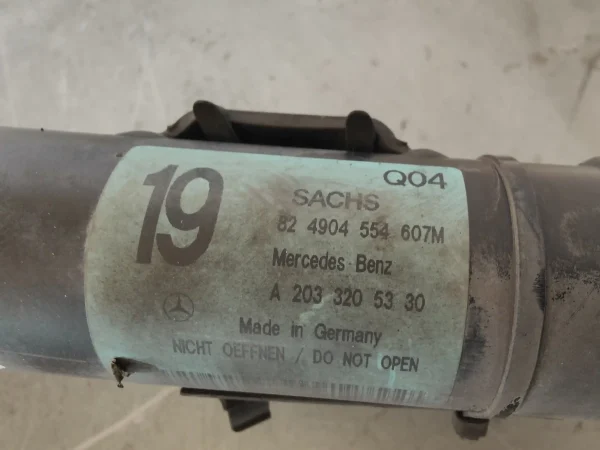 19
Q04
SACHS
82 4904 554 607M
Mercedes-Benz
A 203 320 53 30
Made in Germany
NICHT OEFFNEN / DO NOT OPEN